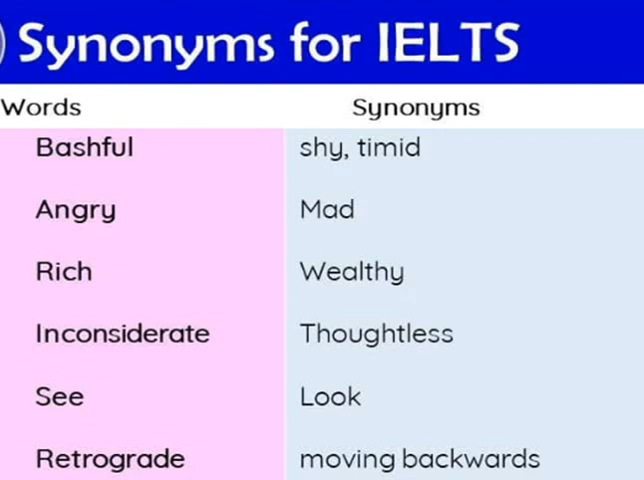 Synonyms for IELTS
Words Synonyms
Bashful shy, timid
Angry Mad
Rich Wealthy
Inconsiderate Thoughtless
See Look
Retrograde moving backwards